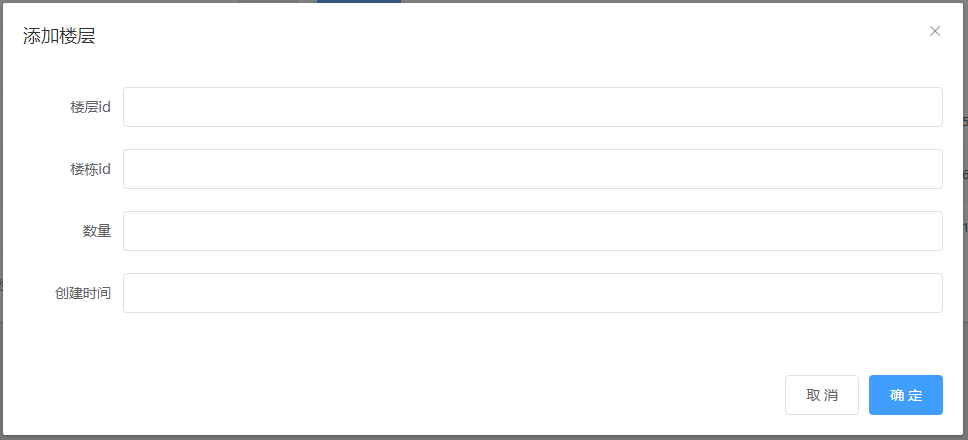 添加楼层
楼层id
楼栋id
数量
创建时间
取 消
确 定